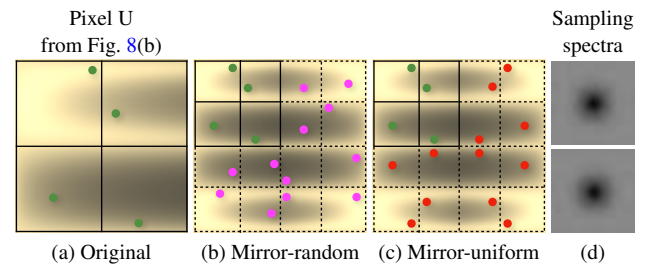 Pixel U
from Fig. 8(b)
Sampling
spectra
(a) Original
(b) Mirror-random
(c) Mirror-uniform
(d)